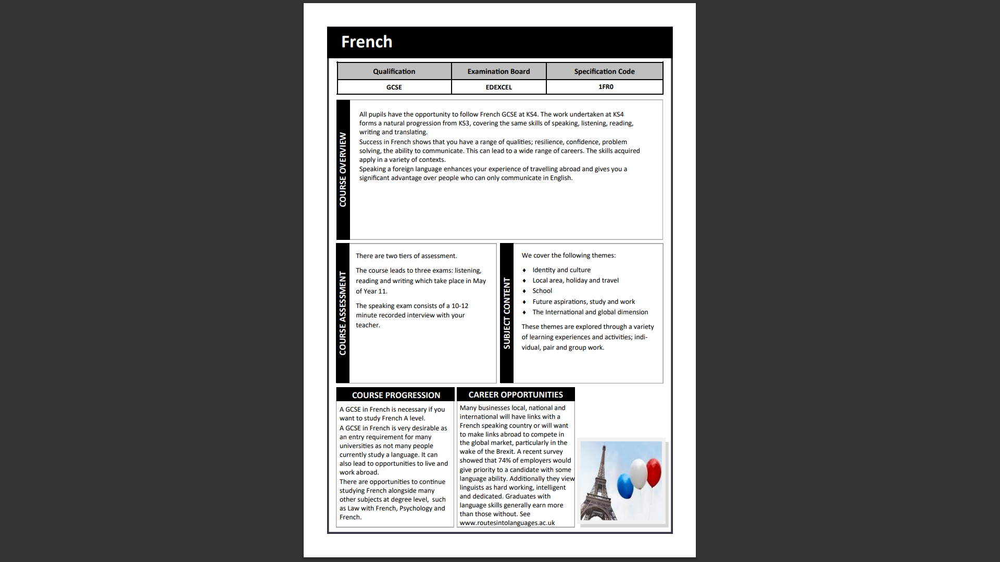 French
Qualification Examination Board Specification Code
GCSE EDEXCEL 1FR0
COURSE OVERVIEW
All pupils have the opportunity to follow French GCSE at KS4. The work undertaken at KS4
forms a natural progression from KS3, covering the same skills of speaking, listening, reading,
writing and translating.
Success in French shows that you have a range of qualities; resilience, confidence, problem
solving, the ability to communicate. This can lead to a wide range of careers. The skills acquired
apply in a variety of contexts.
Speaking a foreign language enhances your experience of travelling abroad and gives you a
significant advantage over people who can only communicate in English.
COURSE ASSESSMENT
There are two tiers of assessment.
The course leads to three exams: listening,
reading and writing which take place in May
of Year 11.
The speaking exam consists of a 10-12
minute recorded interview with your
teacher.
SUBJECT CONTENT
We cover the following themes:
♦ Identity and culture
♦ Local area, holiday and travel
♦ School
♦ Future aspirations, study and work
♦ The International and global dimension
These themes are explored through a variety
of learning experiences and activities; indi-
vidual, pair and group work.
COURSE PROGRESSION
A GCSE in French is necessary if you
want to study French A level.
A GCSE in French is very desirable as
an entry requirement for many
universities as not many people
currently study a language. It can
also lead to opportunities to live and
work abroad.
There are opportunities to continue
studying French alongside many
other subjects at degree level,  such
as Law with French, Psychology and
French.
CAREER OPPORTUNITIES
Many businesses local, national and
international will have links with a
French speaking country or will want
to make links abroad to compete in
the global market, particularly in the
wake of the Brexit. A recent survey
showed that 74% of employers would
give priority to a candidate with some
language ability. Additionally they view
linguists as hard working, intelligent
and dedicated. Graduates with
language skills generally earn more
than those without. See
www.routesintolanguages.ac.uk